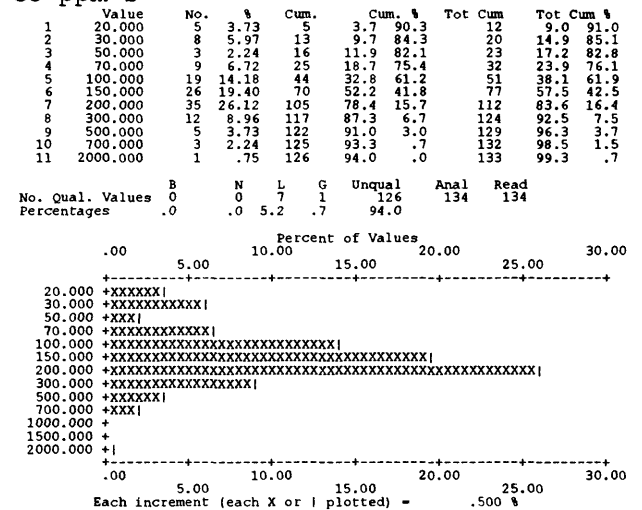 Value No. % Cum. Cum. % Tot Cum Tot Cum %
1 20.000 5 3.73 5 3.7 90.3 12 9.0 91.0
2 30.000 8 5.97 13 9.7 84.3 20 14.9 85.1
3 50.000 3 2.24 16 11.9 82.1 23 17.2 82.8
4 70.000 9 6.72 25 18.7 75.4 32 23.9 76.1
5 100.000 19 14.18 44 32.8 61.2 51 38.1 61.9
6 150.000 26 19.40 70 52.2 41.8 77 57.5 42.5
7 200.000 35 26.12 105 78.4 15.7 112 83.6 16.4
8 300.000 12 8.96 117 87.3 6.7 124 92.5 7.5
9 500.000 5 3.73 122 91.0 3.0 129 96.3 3.7
10 700.000 3 2.24 125 93.3 .7 132 98.5 1.5
11 2000.000 1 .75 126 94.0 .0 133 99.3 .7
B N L G Unqual Anal Read
No. Qual. Values 0 0 7 1 126 134 134
Percentages .0 .0 5.2 .7 94.0
Percent of Values
.00 10.00 20.00 30.00
5.00 15.00 25.00
+---------+---------+---------+---------+---------+---------+
20.000 +XXXXXX|
30.000 +XXXXXXXXXXX|
50.000 +XXX|
70.000 +XXXXXXXXXXXX|
100.000 +XXXXXXXXXXXXXXXXXXXXXXXXXXX|
150.000 +XXXXXXXXXXXXXXXXXXXXXXXXXXXXXXXXXXXXXX|
200.000 +XXXXXXXXXXXXXXXXXXXXXXXXXXXXXXXXXXXXXXXXXXXXXXXXXXX|
300.000 +XXXXXXXXXXXXXXXXX|
500.000 +XXXXXX|
700.000 +XXX|
1000.000 +
1500.000 +
2000.000 +|
+---------+---------+---------+---------+---------+---------+
.00 10.00 20.00 30.00
5.00 15.00 25.00
Each increment (each X or | plotted) = .500 %